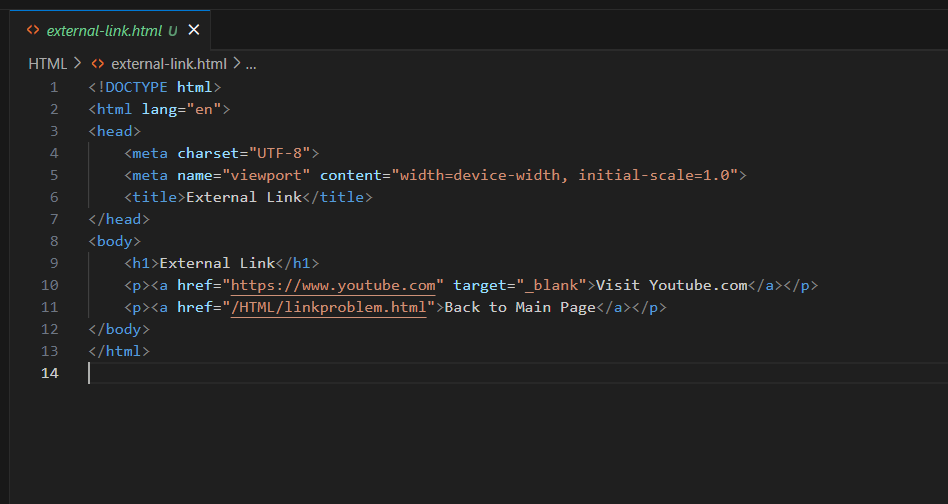 external-link.html U
HTML > external-link.html > ...
1 <!DOCTYPE html>
2 <html lang="en">
3 <head>
4     <meta charset="UTF-8">
5     <meta name="viewport" content="width=device-width, initial-scale=1.0">
6     <title>External Link</title>
7 </head>
8 <body>
9     <h1>External Link</h1>
10     <p><a href="https://www.youtube.com" target="_blank">Visit Youtube.com</a></p>
11     <p><a href="/HTML/linkproblem.html">Back to Main Page</a></p>
12 </body>
13 </html>
14